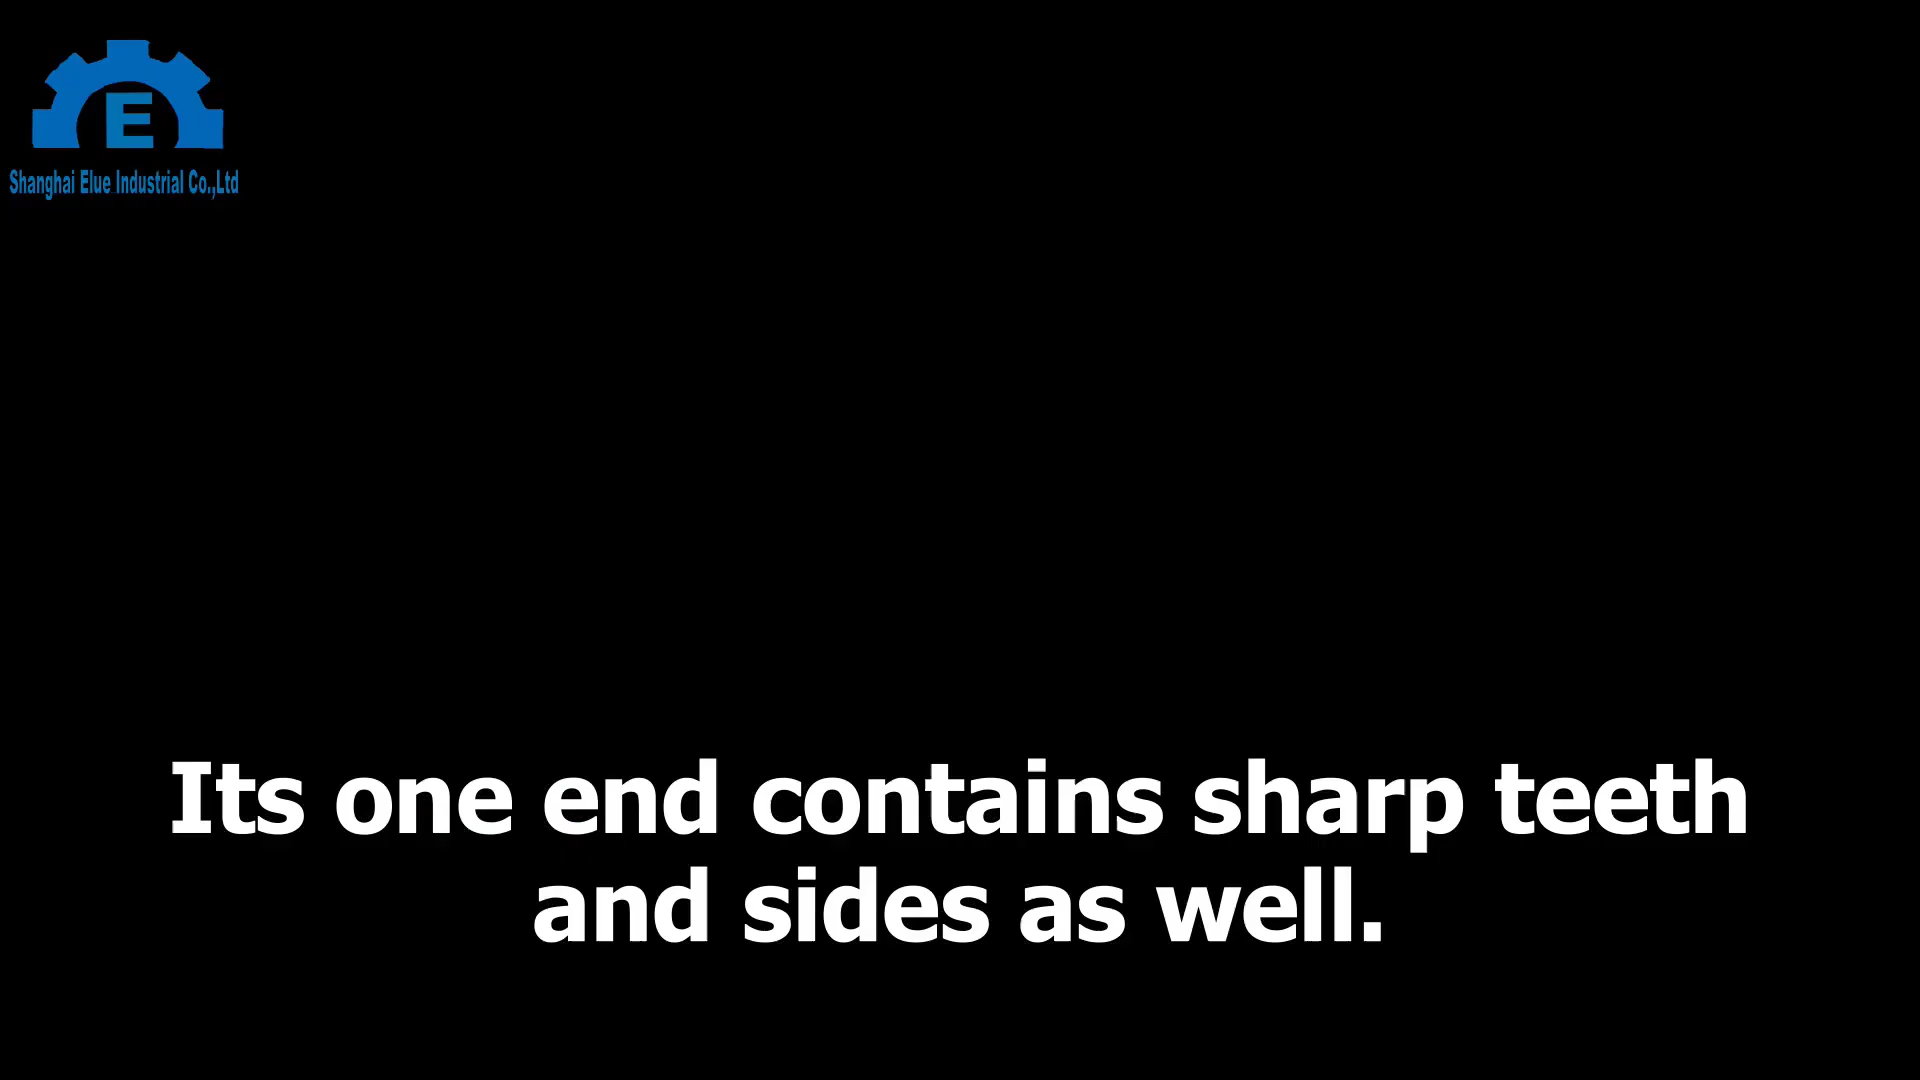 E
Shanghai Elue Industrial Co.,Ltd
Its one end contains sharp teeth
and sides as well.